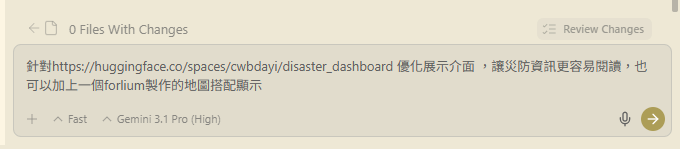 0 Files With Changes
Review Changes
針對https://huggingface.co/spaces/cwbdayi/disaster_dashboard 優化展示介面 ，讓災防資訊更容易閱讀，也
可以加上一個forlium製作的地圖搭配顯示
Fast
Gemini 3.1 Pro (High)